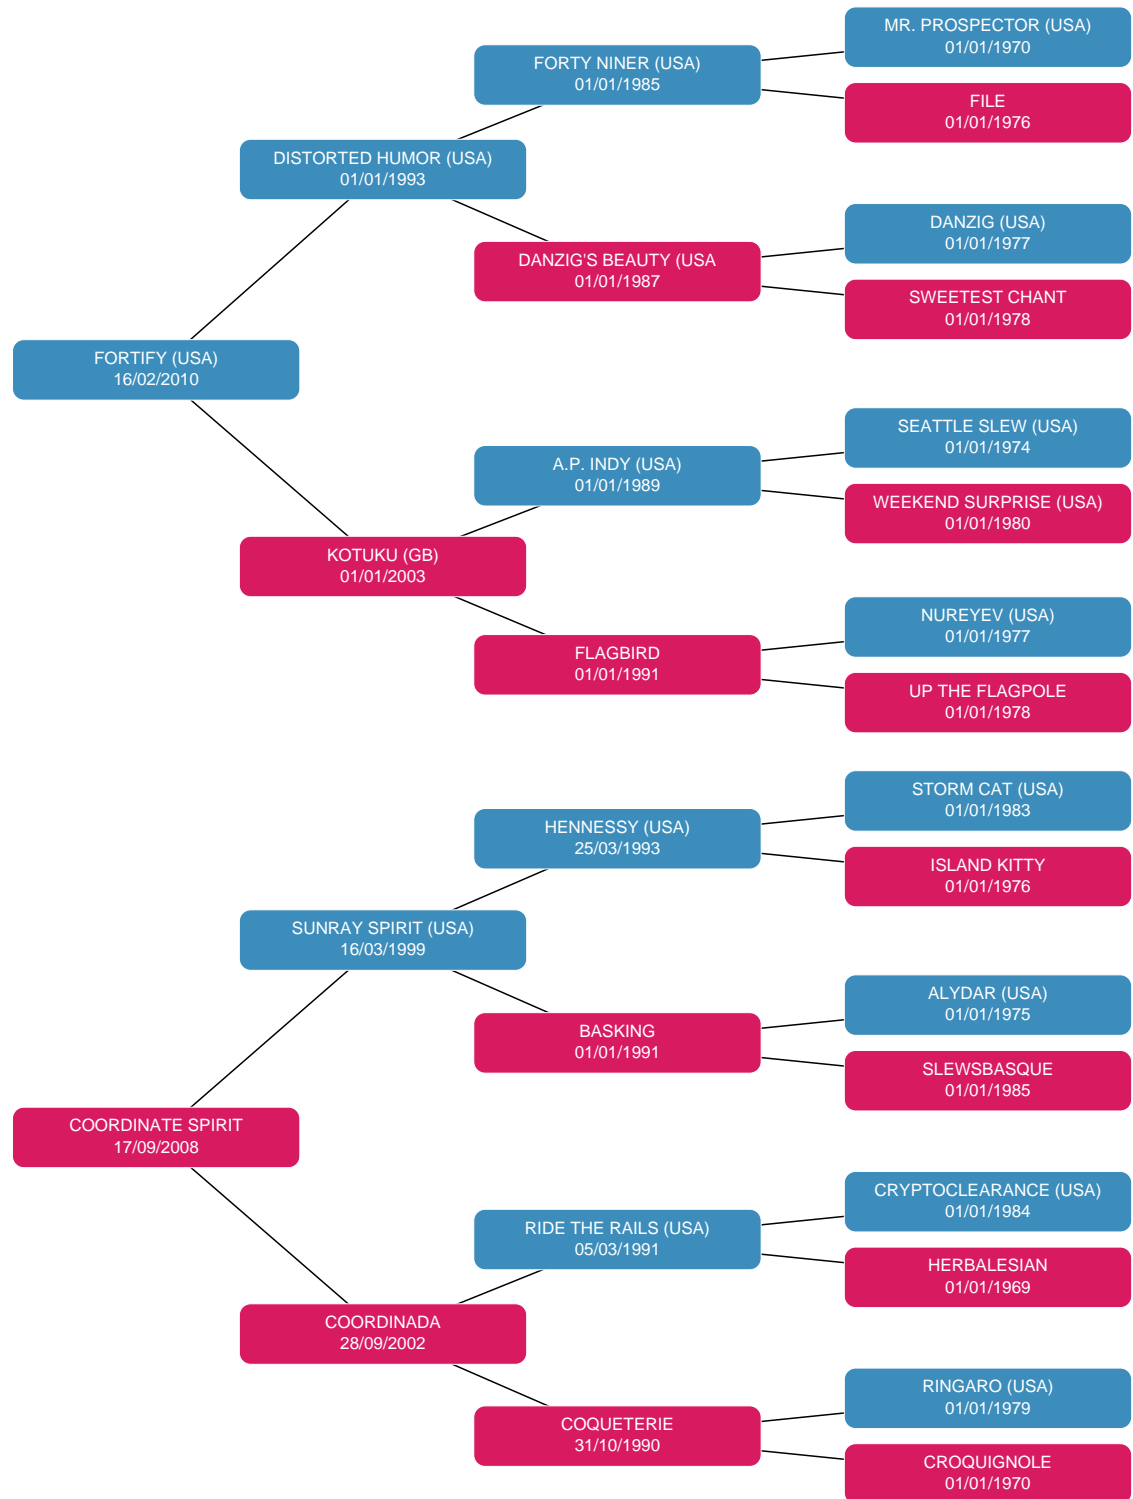 MR. PROSPECTOR (USA)
01/01/1970
FORTY NINER (USA)
01/01/1985
FILE
01/01/1976
DISTORTED HUMOR (USA)
01/01/1993
DANZIG (USA)
01/01/1977
DANZIG'S BEAUTY (USA
01/01/1987
SWEETEST CHANT
01/01/1978
FORTIFY (USA)
16/02/2010
SEATTLE SLEW (USA)
01/01/1974
A.P. INDY (USA)
01/01/1989
WEEKEND SURPRISE (USA)
01/01/1980
KOTUKU (GB)
01/01/2003
NUREYEV (USA)
01/01/1977
FLAGBIRD
01/01/1991
UP THE FLAGPOLE
01/01/1978
STORM CAT (USA)
01/01/1983
HENNESSY (USA)
25/03/1993
ISLAND KITTY
01/01/1976
SUNRAY SPIRIT (USA)
16/03/1999
ALYDAR (USA)
01/01/1975
BASKING
01/01/1991
SLEWSBASQUE
01/01/1985
COORDINATE SPIRIT
17/09/2008
CRYPTOCLEARANCE (USA)
01/01/1984
RIDE THE RAILS (USA)
05/03/1991
HERBALESIAN
01/01/1969
COORDINADA
28/09/2002
RINGARO (USA)
01/01/1979
COQUETERIE
31/10/1990
CROQUIGNOLE
01/01/1970